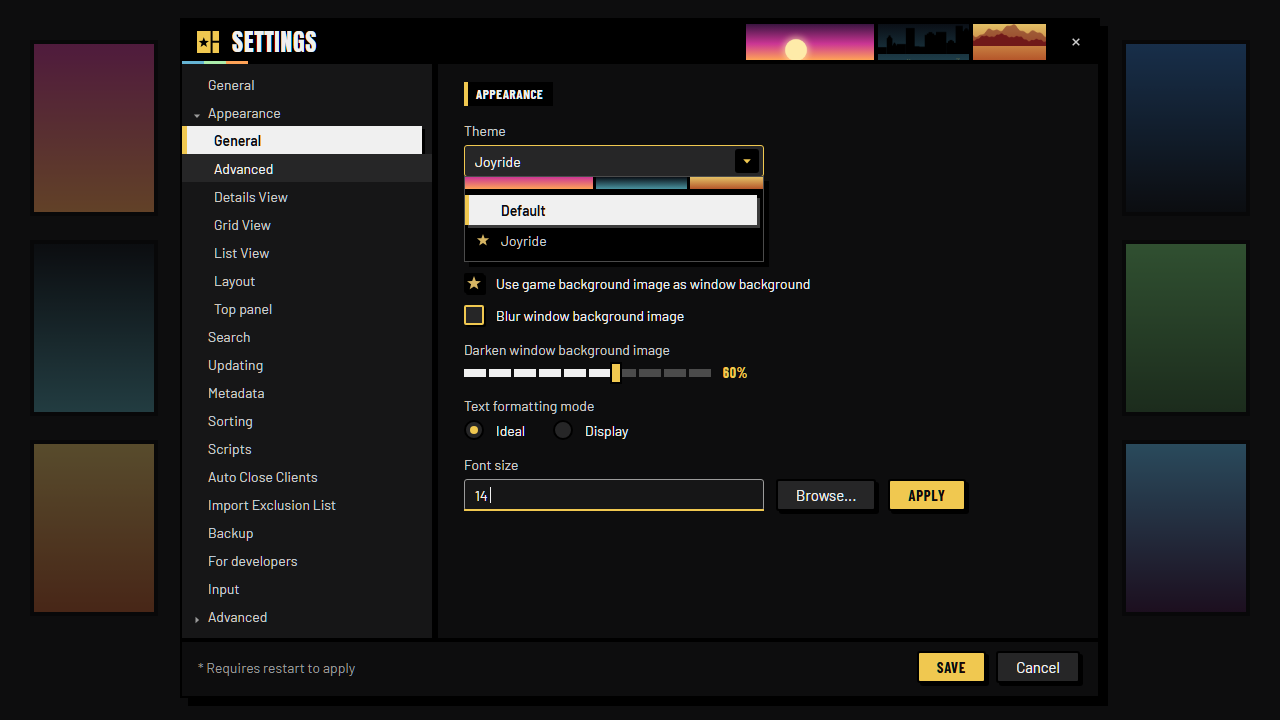 SETTINGS
General
Appearance
General
Advanced
Details View
Grid View
List View
Layout
Top panel
Search
Updating
Metadata
Sorting
Scripts
Auto Close Clients
Import Exclusion List
Backup
For developers
Input
Advanced
APPEARANCE
Theme
Joyride
Default
Joyride
Use game background image as window background
Blur window background image
Darken window background image
60%
Text formatting mode
Ideal Display
Font size
14 Browse... APPLY
* Requires restart to apply
SAVE Cancel